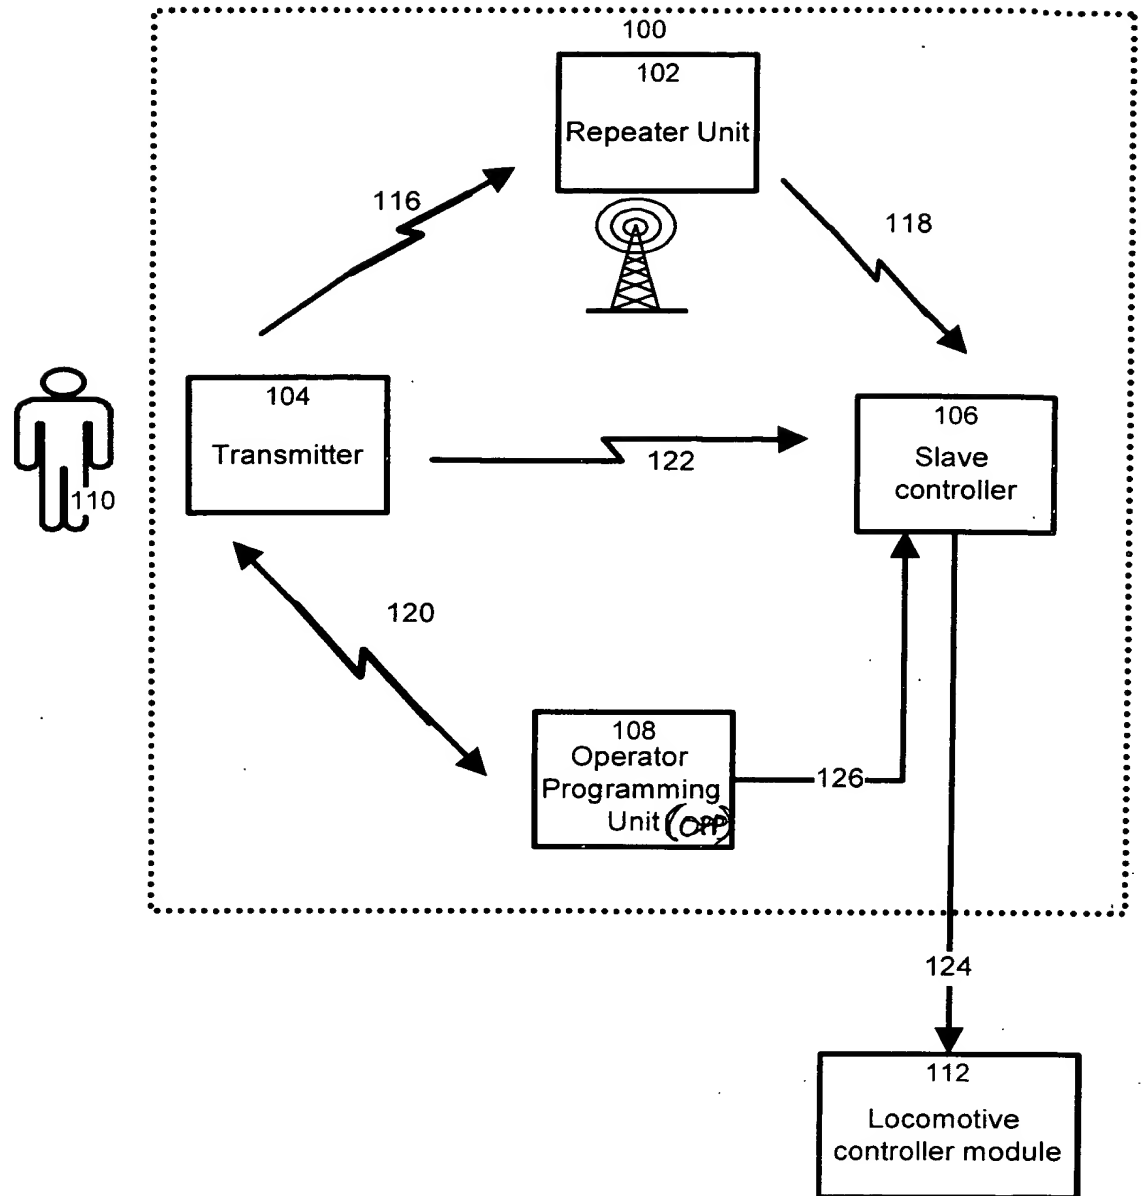 100
102
Repeater Unit
116
118
104
Transmitter
106
Slave
controller
122
110
120
108
Operator
Programming
Unit (OPP)
126
124
112
Locomotive
controller module